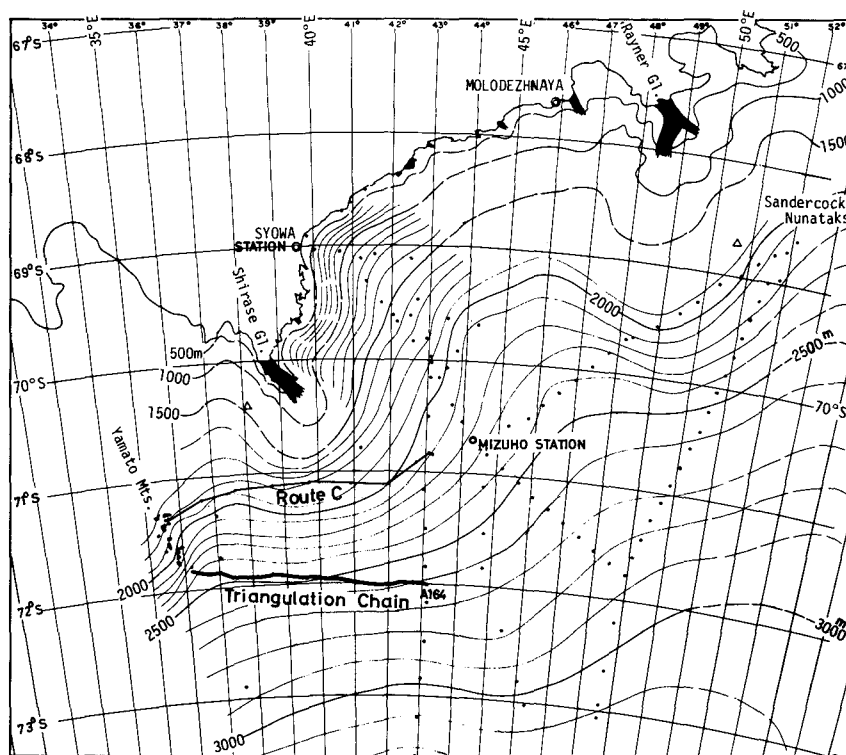 34° 35°E 36° 37° 38° 39° 40°E 41° 42° 43° 44° 45°E 46° 47° 48° 49° 50°E 51° 52°
67°S
500
Rayner Gl.
MOLODEZHNAYA
1000
1500
68°S
Sandercock
Nunataks
SYOWA
STATION
69°S
Shirase Gl.
2000
2500 m
500m
1000
70°S
70°S
1500
MIZUHO STATION
Yamato Mts.
71°S
Route C
2000
Triangulation Chain
A164
72°S
2500
3000 m
73°S
3000